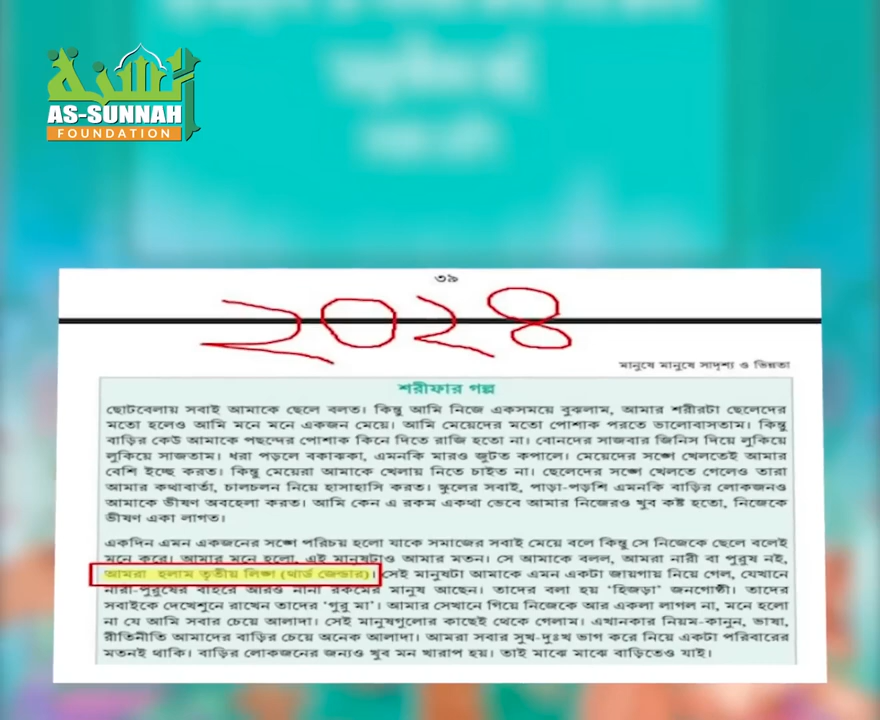 السنة
AS-SUNNAH
FOUNDATION
৩৯
২০২৪
মানুষে মানুষে সাদৃশ্য ও ভিন্নতা
শরীফার গল্প
ছোটবেলায় সবাই আমাকে ছেলে বলত। কিন্তু আমি নিজে একসময়ে বুঝলাম, আমার শরীরটা ছেলেদের
মতো হলেও আমি মনে মনে একজন মেয়ে। আমি মেয়েদের মতো পোশাক পরতে ভালোবাসতাম। কিন্তু
বাড়ির কেউ আমাকে পছন্দের পোশাক কিনে দিতে রাজি হতো না। বোনদের সাজবার জিনিস দিয়ে লুকিয়ে
লুকিয়ে সাজতাম। ধরা পড়লে বকাঝকা, এমনকি মারও জুটত কপালে। মেয়েদের সঙ্গে খেলতেই আমার
বেশি ইচ্ছে করত। কিন্তু মেয়েরা আমাকে খেলায় নিতে চাইত না। ছেলেদের সঙ্গে খেলতে গেলেও তারা
আমার কথাবার্তা, চালচলন নিয়ে হাসাহাসি করত। স্কুলের সবাই, পাড়া-পড়শি এমনকি বাড়ির লোকজনও
আমাকে ভীষণ অবহেলা করত। আমি কেন এ রকম একথা ভেবে আমার নিজেরও খুব কষ্ট হতো, নিজেকে
ভীষণ একা লাগত।
একদিন এমন একজনের সঙ্গে পরিচয় হলো যাকে সমাজের সবাই মেয়ে বলে কিন্তু সে নিজেকে ছেলে বলেই
মনে করে। আমার মনে হলো, এই মানুষটাও আমার মতন। সে আমাকে বলল, আমরা নারী বা পুরুষ নই,
আমরা হলাম তৃতীয় লিঙ্গ (থার্ড জেন্ডার)। সেই মানুষটা আমাকে এমন একটা জায়গায় নিয়ে গেল, যেখানে
নারী-পুরুষের বাইরে আরও নানা রকমের মানুষ আছেন। তাদের বলা হয় ‘হিজড়া’ জনগোষ্ঠী। তাদের
সবাইকে দেখেশুনে রাখেন তাদের ‘গুরু মা’। আমার সেখানে গিয়ে নিজেকে আর একলা লাগল না, মনে হলো
না যে আমি সবার চেয়ে আলাদা। সেই মানুষগুলোর কাছেই থেকে গেলাম। এখানকার নিয়ম-কানুন, ভাষা,
রীতিনীতি আমাদের বাড়ির চেয়ে অনেক আলাদা। আমরা সবার সুখ-দুঃখ ভাগ করে নিয়ে একটা পরিবারের
মতনই থাকি। বাড়ির লোকজনের জন্যও খুব মন খারাপ হয়। তাই মাঝে মাঝে বাড়িতেও যাই।